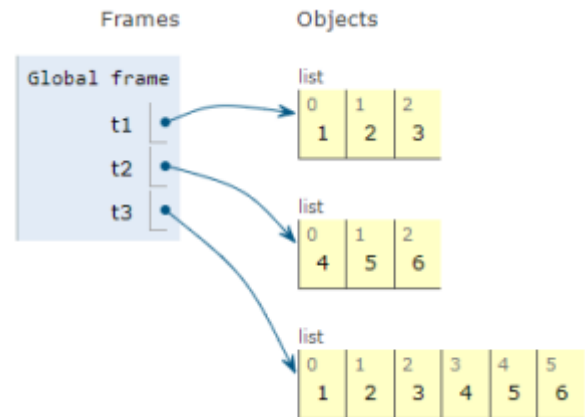 Frames Objects
Global frame
t1
t2
t3
list
0 1 2
1 2 3
list
0 1 2
4 5 6
list
0 1 2 3 4 5
1 2 3 4 5 6